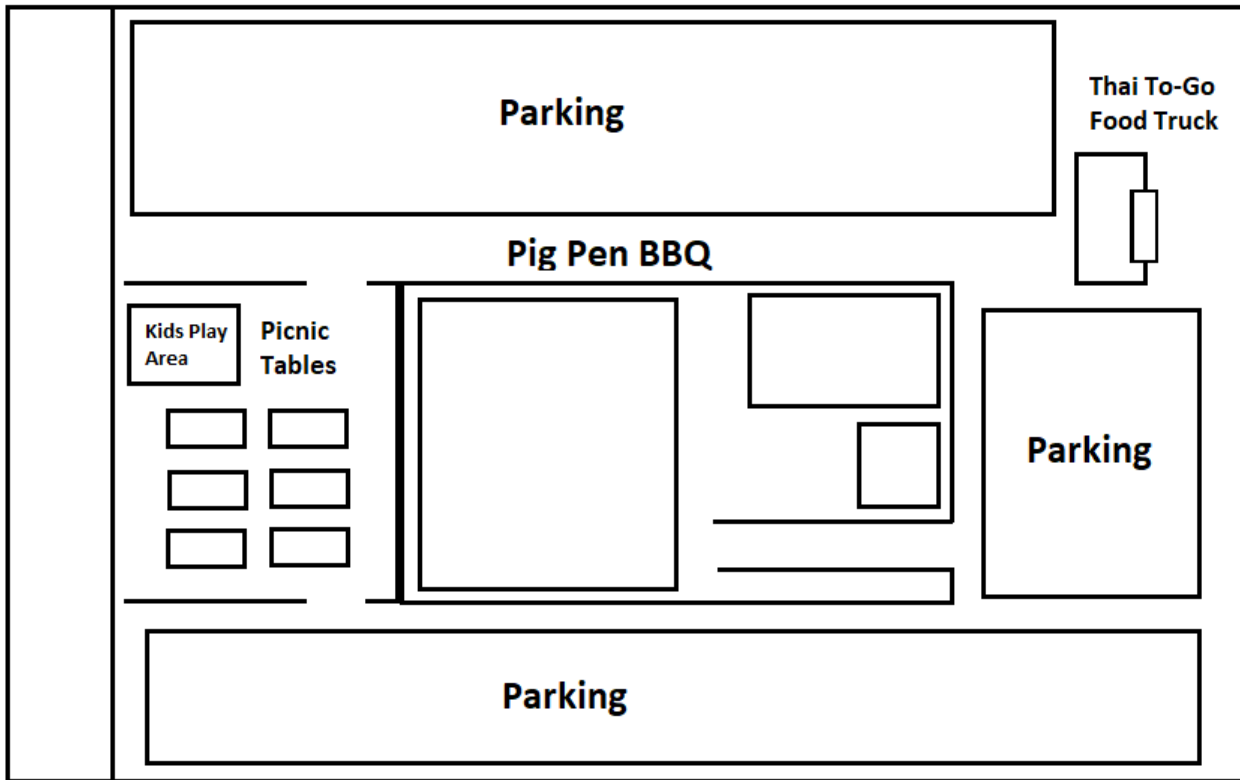 Parking
Thai To-Go
Food Truck
Pig Pen BBQ
Kids Play
Area
Picnic
Tables
Parking
Parking